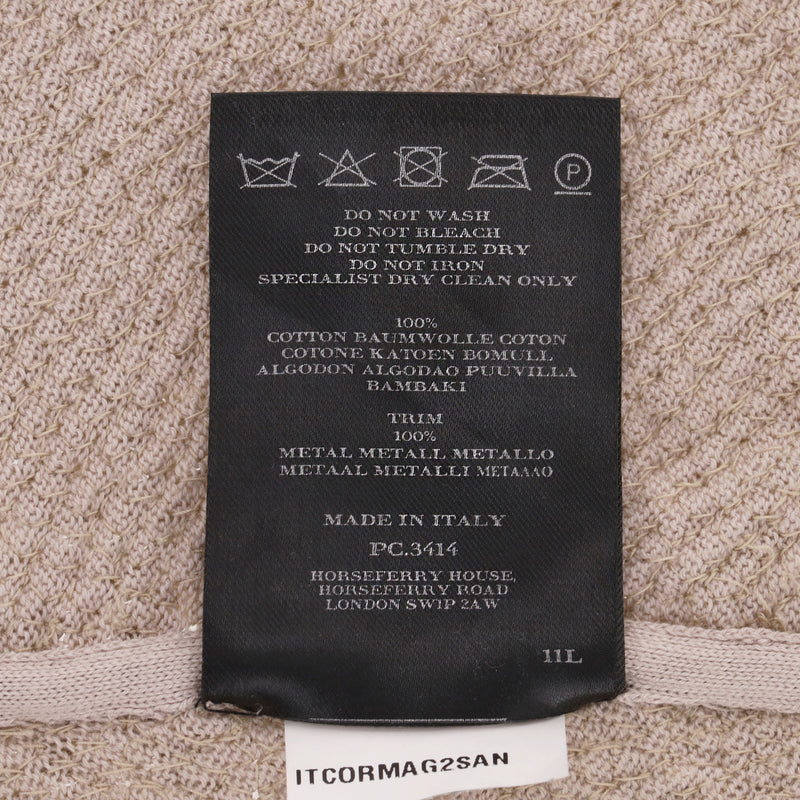 P
DO NOT WASH
DO NOT BLEACH
DO NOT TUMBLE DRY
DO NOT IRON
SPECIALIST DRY CLEAN ONLY
100%
COTTON BAUMWOLLE COTON
COTONE KATOEN BOMULL
ALGODON ALGODAO PUUVILLA
BAMBAKI
TRIM
100%
METAL METALL METALLO
METAAL METALLI ΜΕΤΑΛΛΟ
MADE IN ITALY
PC.3414
HORSEFERRY HOUSE,
HORSEFERRY ROAD
LONDON SW1P 2AW
11L
ITCORMAG2SAN